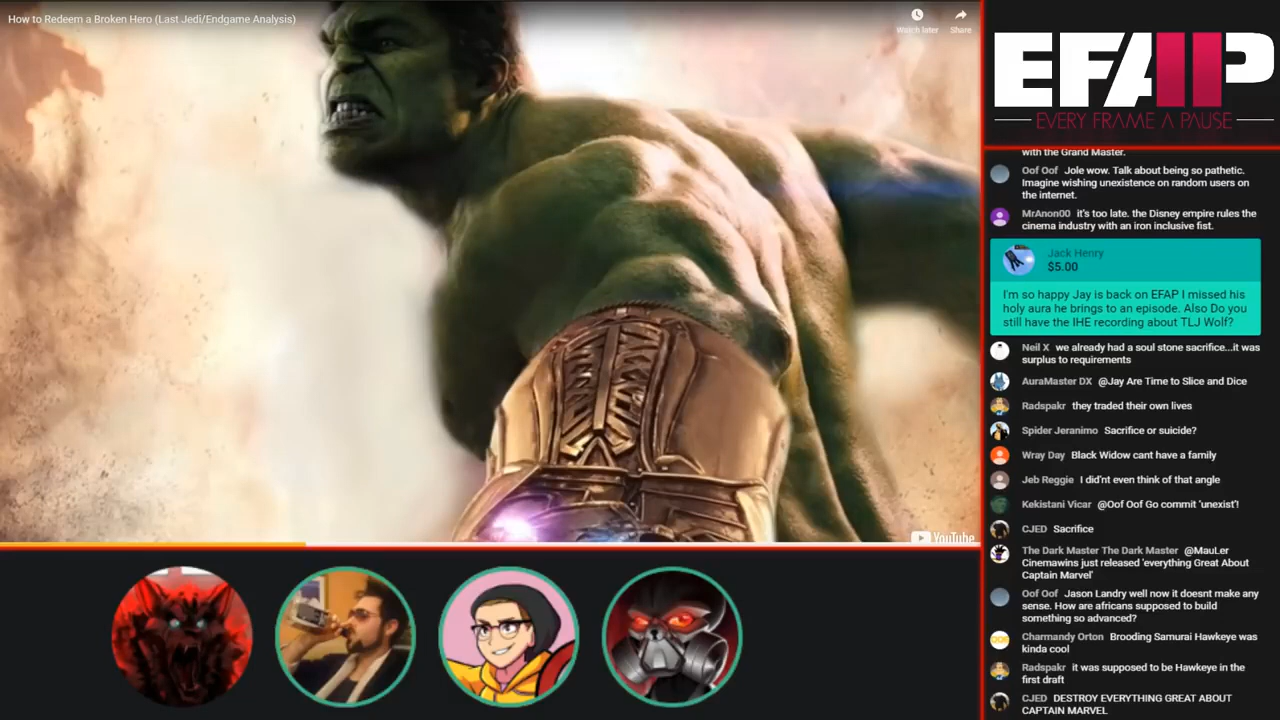 How to Redeem a Broken Hero (Last Jedi/Endgame Analysis)
Watch later
Share
YouTube
EFAP
EVERY FRAME A PAUSE
with the Grand Master.
Oof Oof Jole wow. Talk about being so pathetic.
Imagine wishing unexistence on random users on
the internet.
MrAnon00 it's too late. the Disney empire rules the
cinema industry with an iron inclusive fist.
Jack Henry
$5.00
I'm so happy Jay is back on EFAP I missed his
holy aura he brings to an episode. Also Do you
still have the IHE recording about TLJ Wolf?
Neil X we already had a soul stone sacrifice...it was
surplus to requirements
AuraMaster DX @Jay Are Time to Slice and Dice
Radspakr they traded their own lives
Spider Jeranimo Sacrifice or suicide?
Wray Day Black Widow cant have a family
Jeb Reggie I did'nt even think of that angle
Kekistani Vicar @Oof Oof Go commit 'unexist'!
CJED Sacrifice
The Dark Master The Dark Master @MauLer
Cinemawins just released 'everything Great About
Captain Marvel'
Oof Oof Jason Landry well now it doesnt make any
sense. How are africans supposed to build
something so advanced?
Charmandy Orton Brooding Samurai Hawkeye was
kinda cool
Radspakr it was supposed to be Hawkeye in the
first draft
CJED DESTROY EVERYTHING GREAT ABOUT
CAPTAIN MARVEL